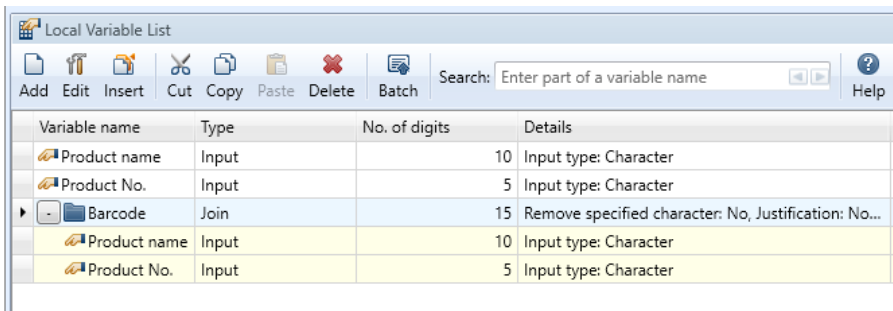 Local Variable List
Add Edit Insert Cut Copy Paste Delete Batch Search: Enter part of a variable name Help
Variable name Type No. of digits Details
Product name Input 10 Input type: Character
Product No. Input 5 Input type: Character
- Barcode Join 15 Remove specified character: No, Justification: No...
Product name Input 10 Input type: Character
Product No. Input 5 Input type: Character